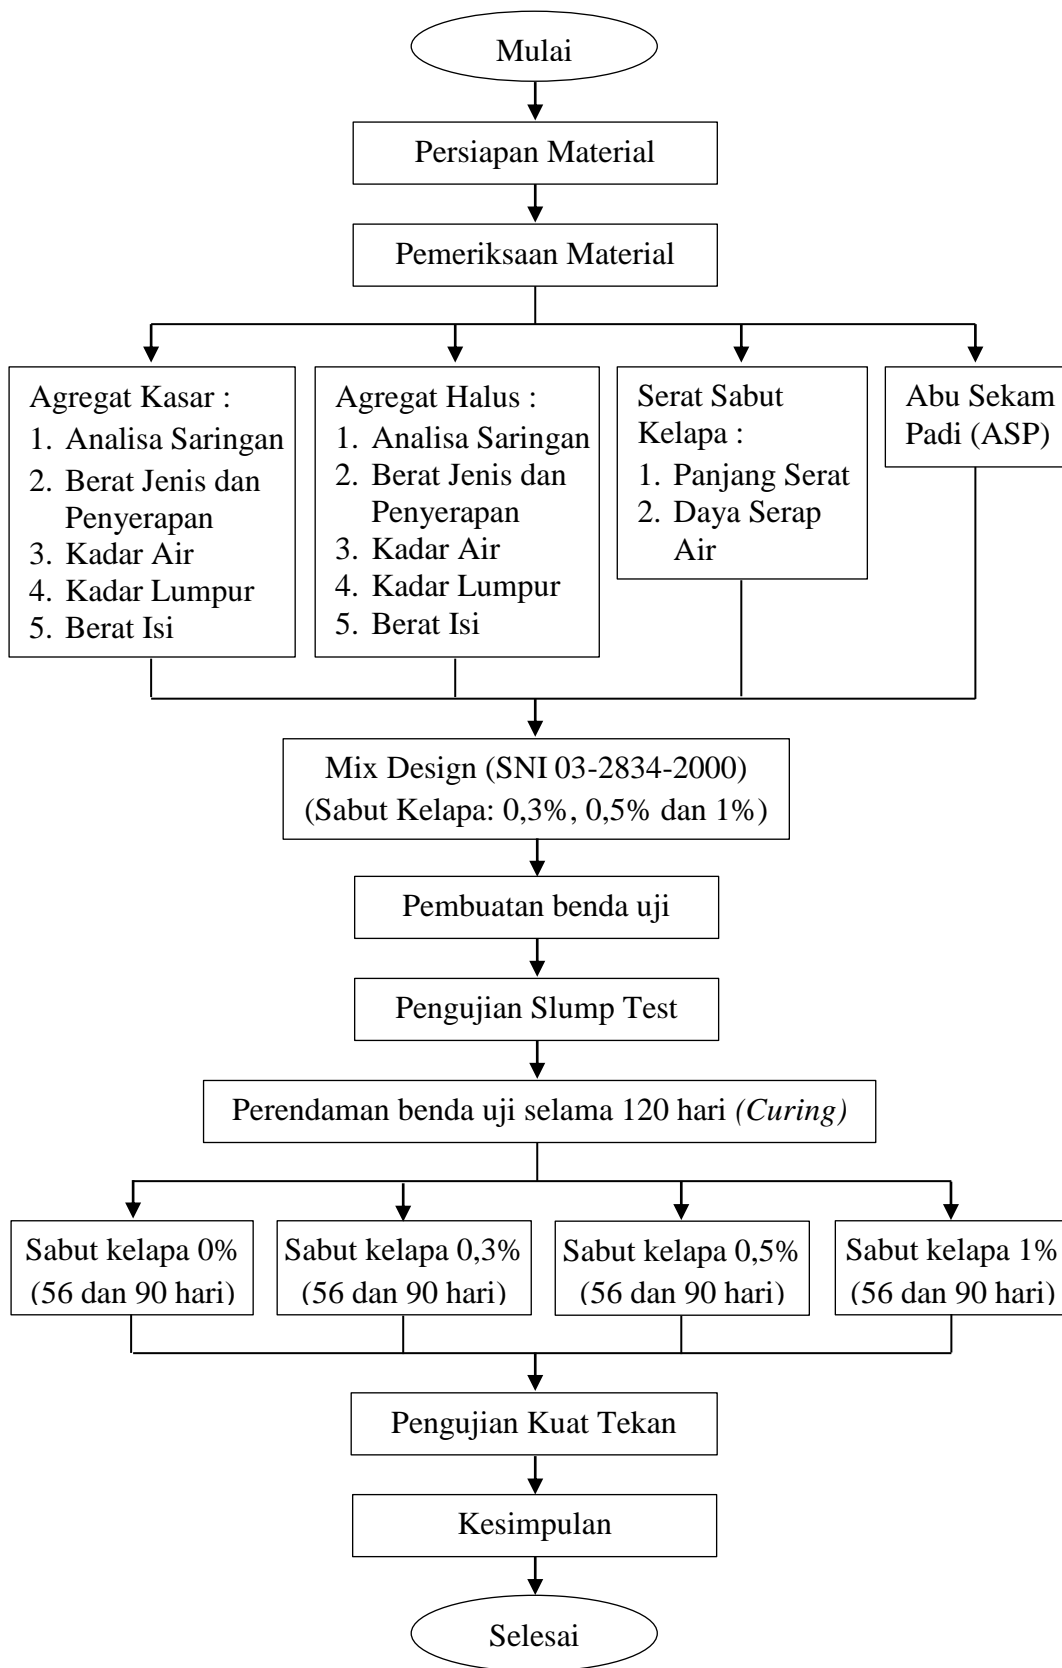 Mulai
Persiapan Material
Pemeriksaan Material
Agregat Kasar :
1. Analisa Saringan
2. Berat Jenis dan
Penyerapan
3. Kadar Air
4. Kadar Lumpur
5. Berat Isi
Agregat Halus :
1. Analisa Saringan
2. Berat Jenis dan
Penyerapan
3. Kadar Air
4. Kadar Lumpur
5. Berat Isi
Serat Sabut
Kelapa :
1. Panjang Serat
2. Daya Serap
Air
Abu Sekam
Padi (ASP)
Mix Design (SNI 03-2834-2000)
(Sabut Kelapa: 0,3%, 0,5% dan 1%)
Pembuatan benda uji
Pengujian Slump Test
Perendaman benda uji selama 120 hari (Curing)
Sabut kelapa 0%
(56 dan 90 hari)
Sabut kelapa 0,3%
(56 dan 90 hari)
Sabut kelapa 0,5%
(56 dan 90 hari)
Sabut kelapa 1%
(56 dan 90 hari)
Pengujian Kuat Tekan
Kesimpulan
Selesai